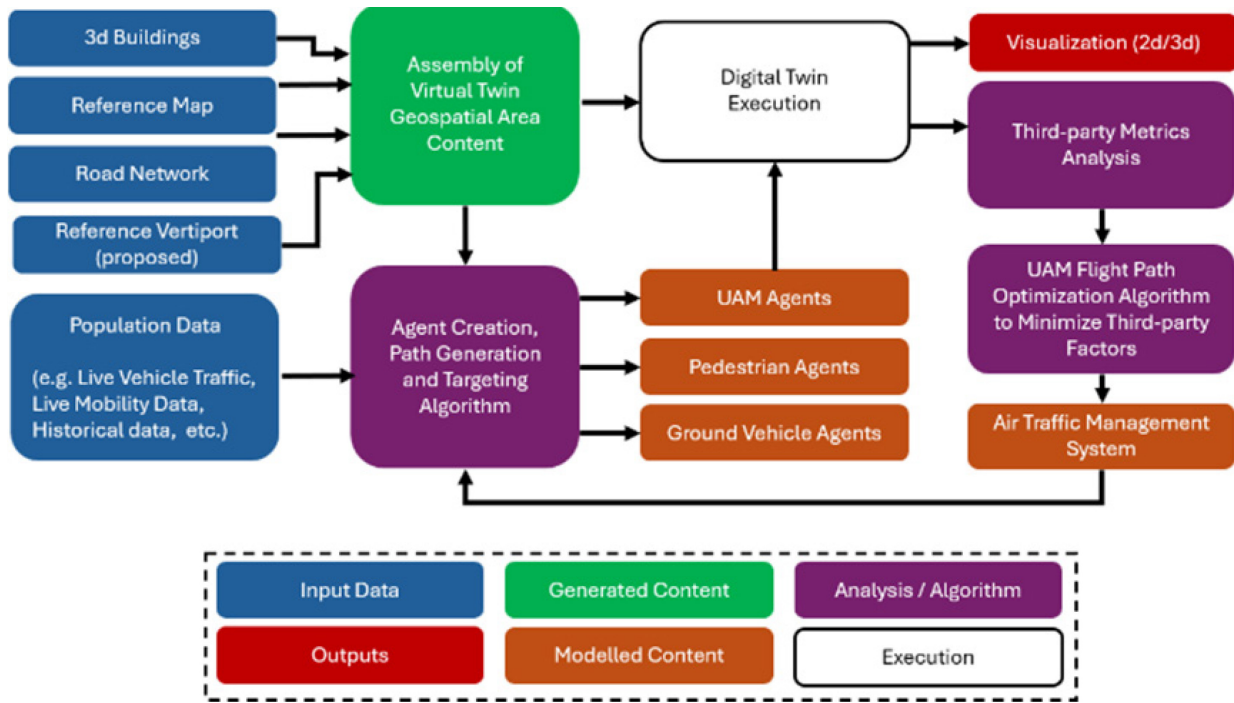 3d Buildings
Reference Map
Road Network
Reference Vertiport
(proposed)
Population Data
(e.g. Live Vehicle Traffic,
Live Mobility Data,
Historical data, etc.)
Assembly of
Virtual Twin
Geospatial Area
Content
Agent Creation,
Path Generation
and Targeting
Algorithm
Digital Twin
Execution
UAM Agents
Pedestrian Agents
Ground Vehicle Agents
Visualization (2d/3d)
Third-party Metrics
Analysis
UAM Flight Path
Optimization Algorithm
to Minimize Third-party
Factors
Air Traffic Management
System
Input Data
Generated Content
Analysis / Algorithm
Outputs
Modelled Content
Execution